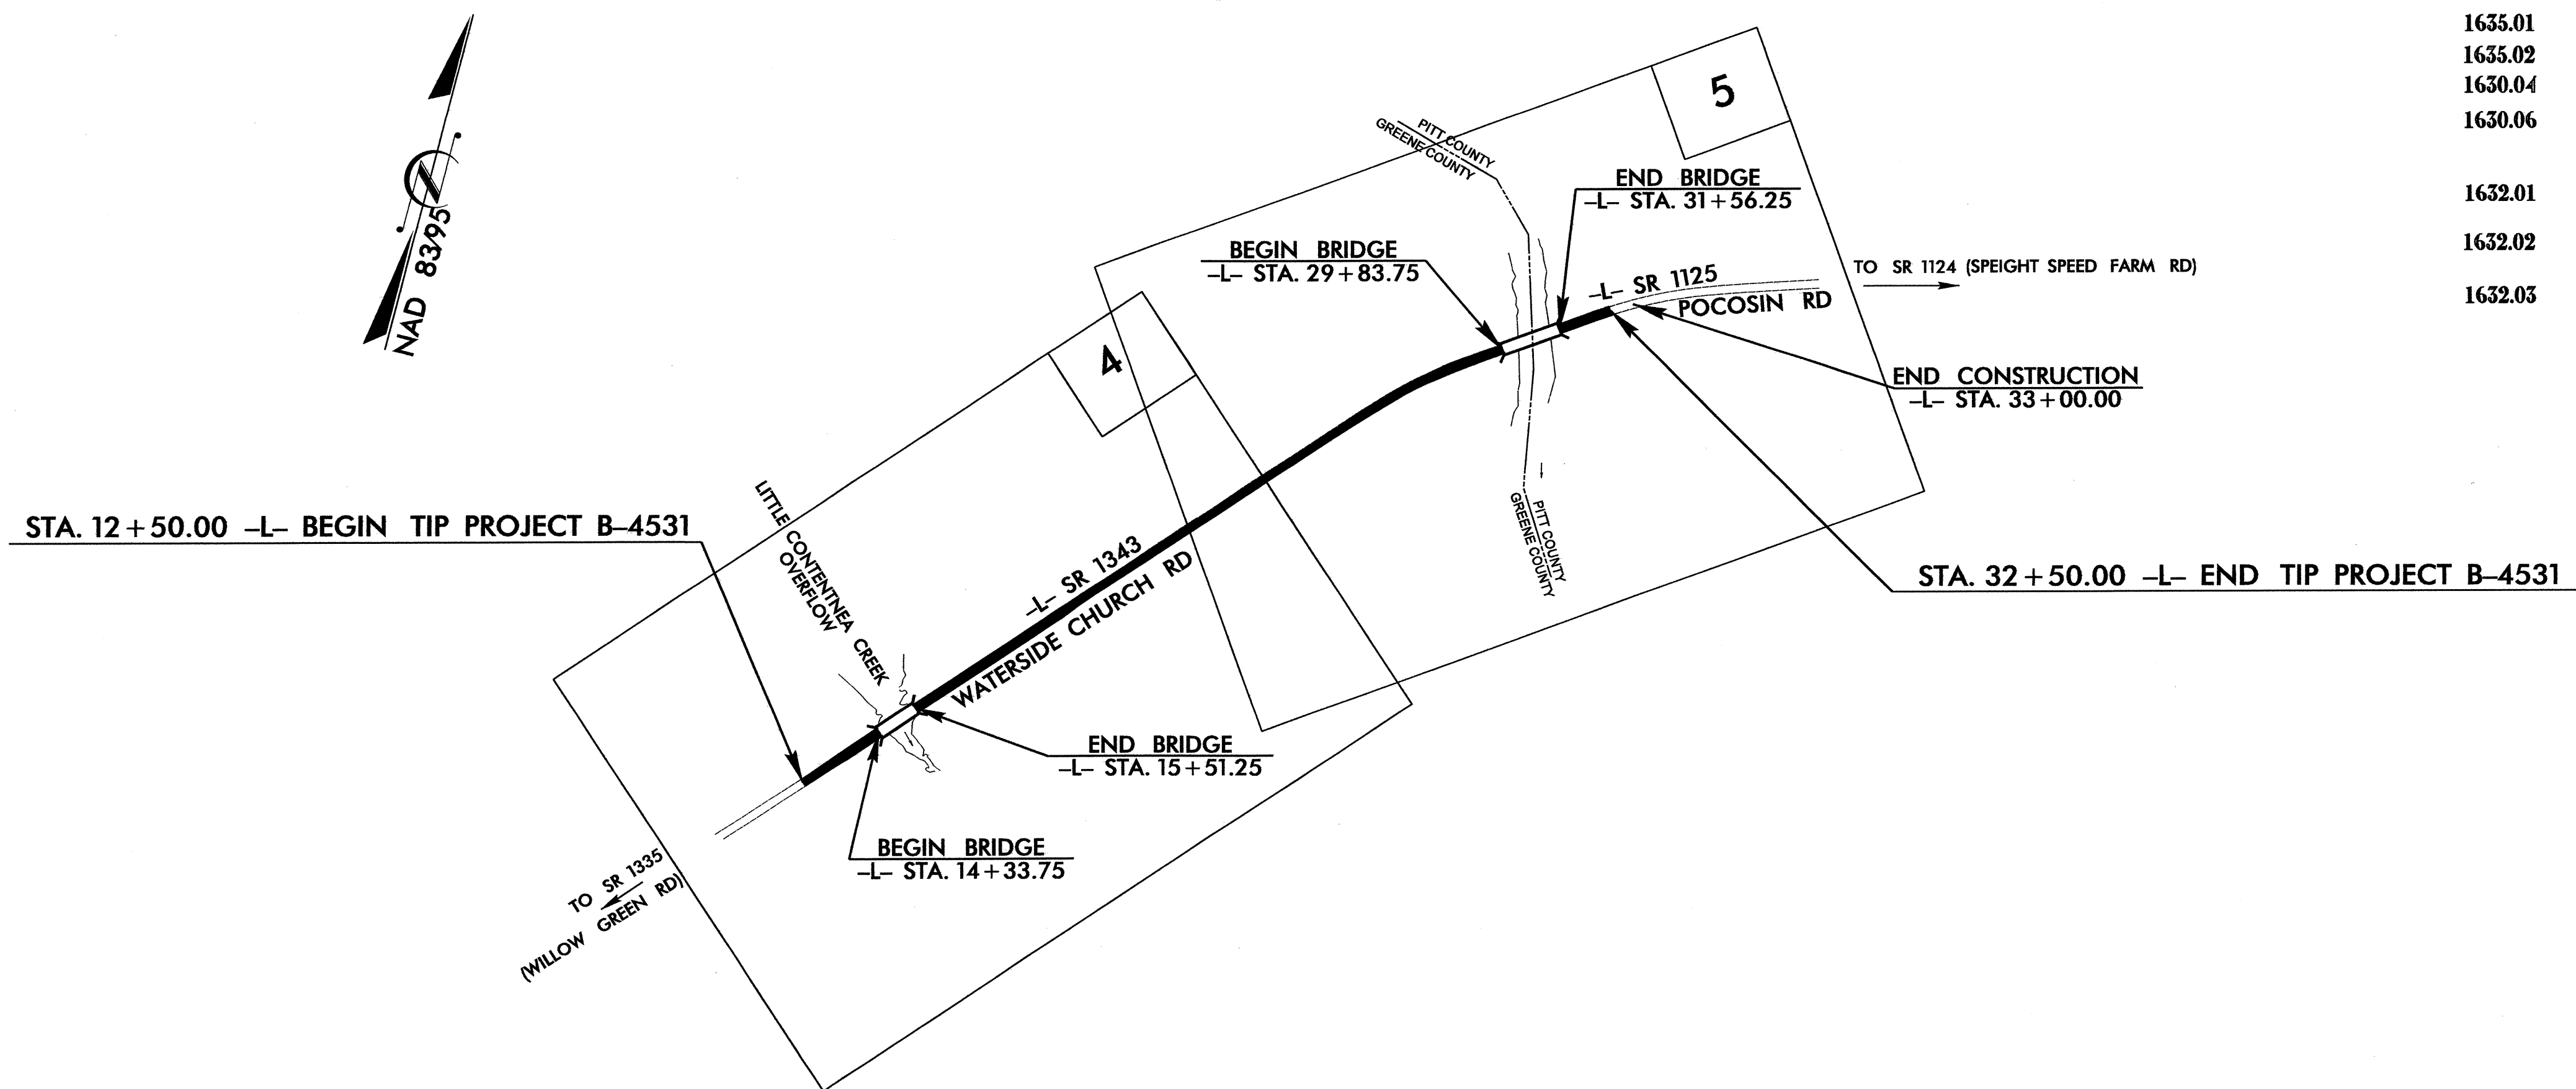 1635.01
1635.02
1630.04
1630.06
1632.01
1632.02
1632.03
NAD 83/95
5
PITT COUNTY
GREENE COUNTY
END BRIDGE
-L- STA. 31+56.25
BEGIN BRIDGE
-L- STA. 29+83.75
-L- SR 1125
POCOSIN RD
TO SR 1124 (SPEIGHT SPEED FARM RD)
END CONSTRUCTION
-L- STA. 33+00.00
4
LITTLE CONTENTNEA CREEK
OVERFLOW
STA. 12+50.00 -L- BEGIN TIP PROJECT B-4531
-L- SR 1343
WATERSIDE CHURCH RD
PITT COUNTY
GREENE COUNTY
STA. 32+50.00 -L- END TIP PROJECT B-4531
END BRIDGE
-L- STA. 15+51.25
BEGIN BRIDGE
-L- STA. 14+33.75
TO SR 1335
(WILLOW GREEN RD)